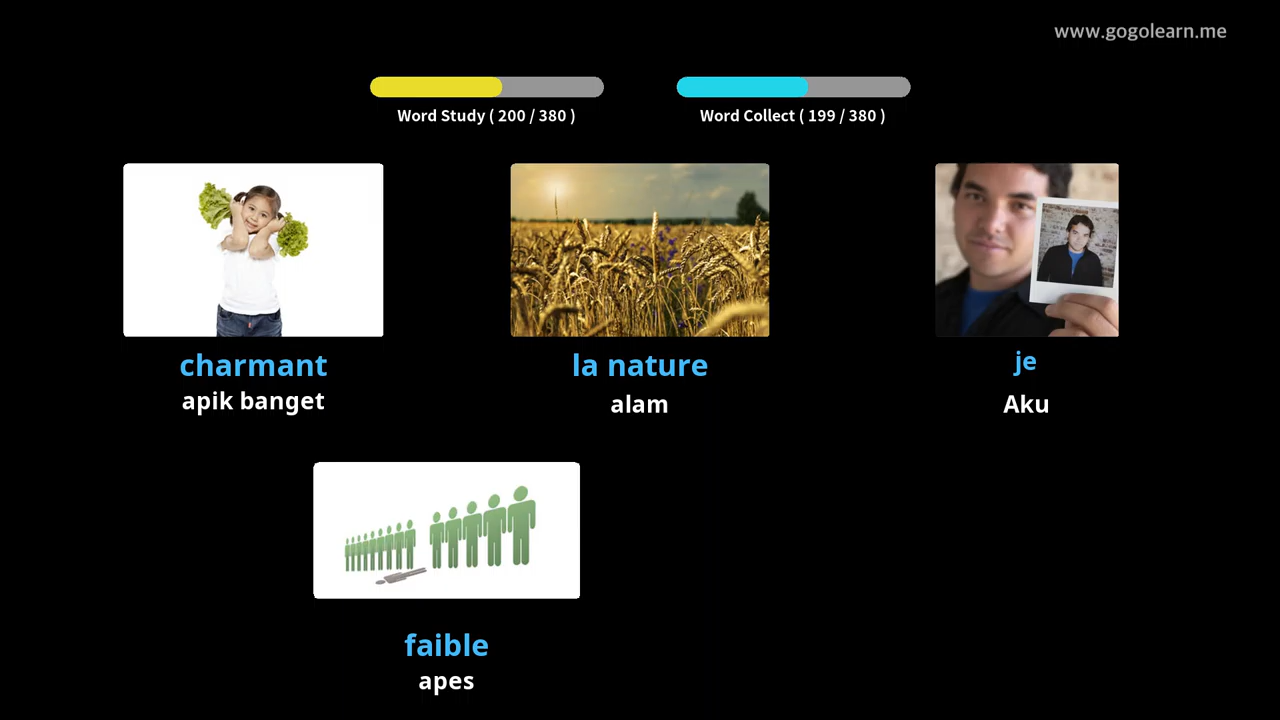 www.gogolearn.me
Word Study ( 200 / 380 )
Word Collect ( 199 / 380 )
charmant
apik banget
la nature
alam
je
Aku
faible
apes